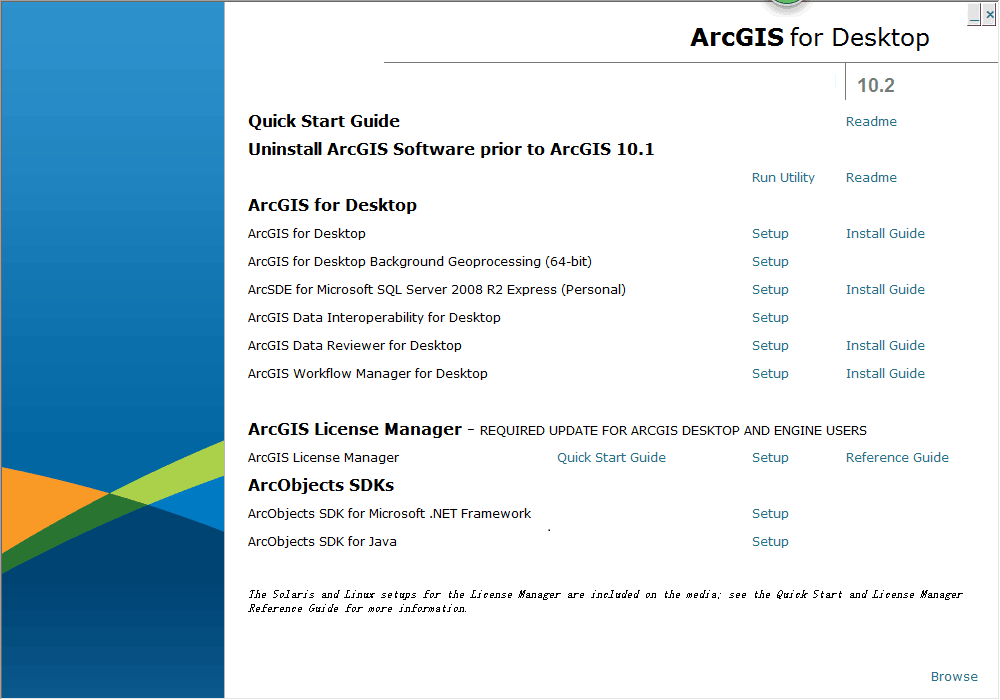 ArcGIS for Desktop
10.2
Quick Start Guide Readme
Uninstall ArcGIS Software prior to ArcGIS 10.1
Run Utility Readme
ArcGIS for Desktop
ArcGIS for Desktop Setup Install Guide
ArcGIS for Desktop Background Geoprocessing (64-bit) Setup
ArcSDE for Microsoft SQL Server 2008 R2 Express (Personal) Setup Install Guide
ArcGIS Data Interoperability for Desktop Setup
ArcGIS Data Reviewer for Desktop Setup Install Guide
ArcGIS Workflow Manager for Desktop Setup Install Guide
ArcGIS License Manager - REQUIRED UPDATE FOR ARCGIS DESKTOP AND ENGINE USERS
ArcGIS License Manager Quick Start Guide Setup Reference Guide
ArcObjects SDKs
ArcObjects SDK for Microsoft .NET Framework Setup
ArcObjects SDK for Java Setup
The Solaris and Linux setups for the License Manager are included on the media; see the Quick Start and License Manager
Reference Guide for more information.
Browse